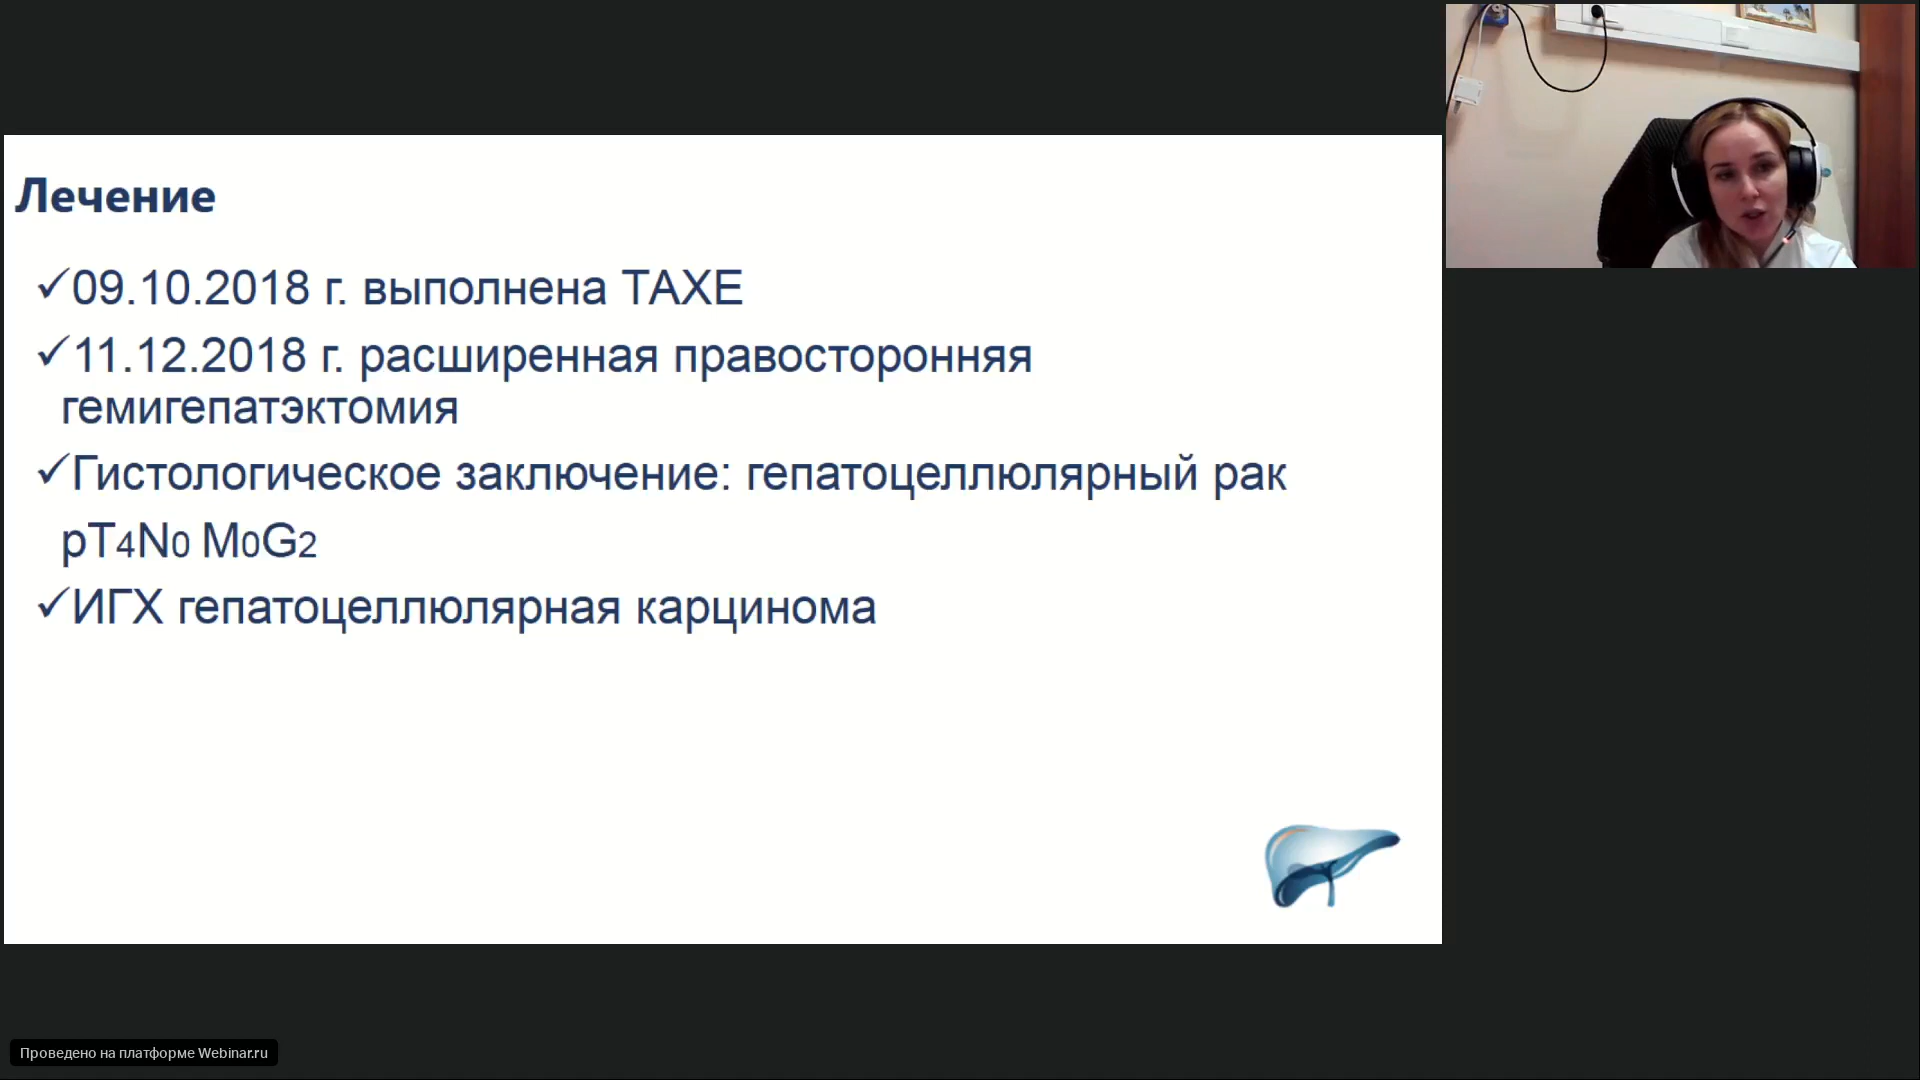 Лечение
✓09.10.2018 г. выполнена ТАХЕ
✓11.12.2018 г. расширенная правосторонняя
гемигепатэктомия
✓Гистологическое заключение: гепатоцеллюлярный рак
pT4N0 M0G2
✓ИГХ гепатоцеллюлярная карцинома
Проведено на платформе Webinar.ru